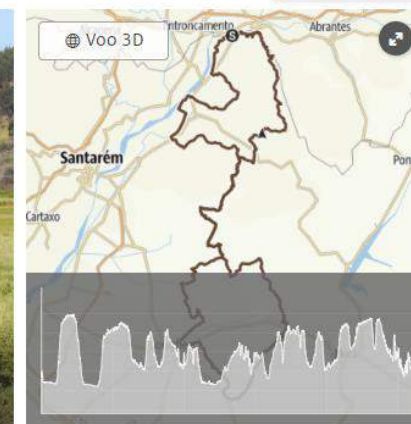 Voo 3D
Entroncamento
Abrantes
S
Santarém
Pon
Cartaxo